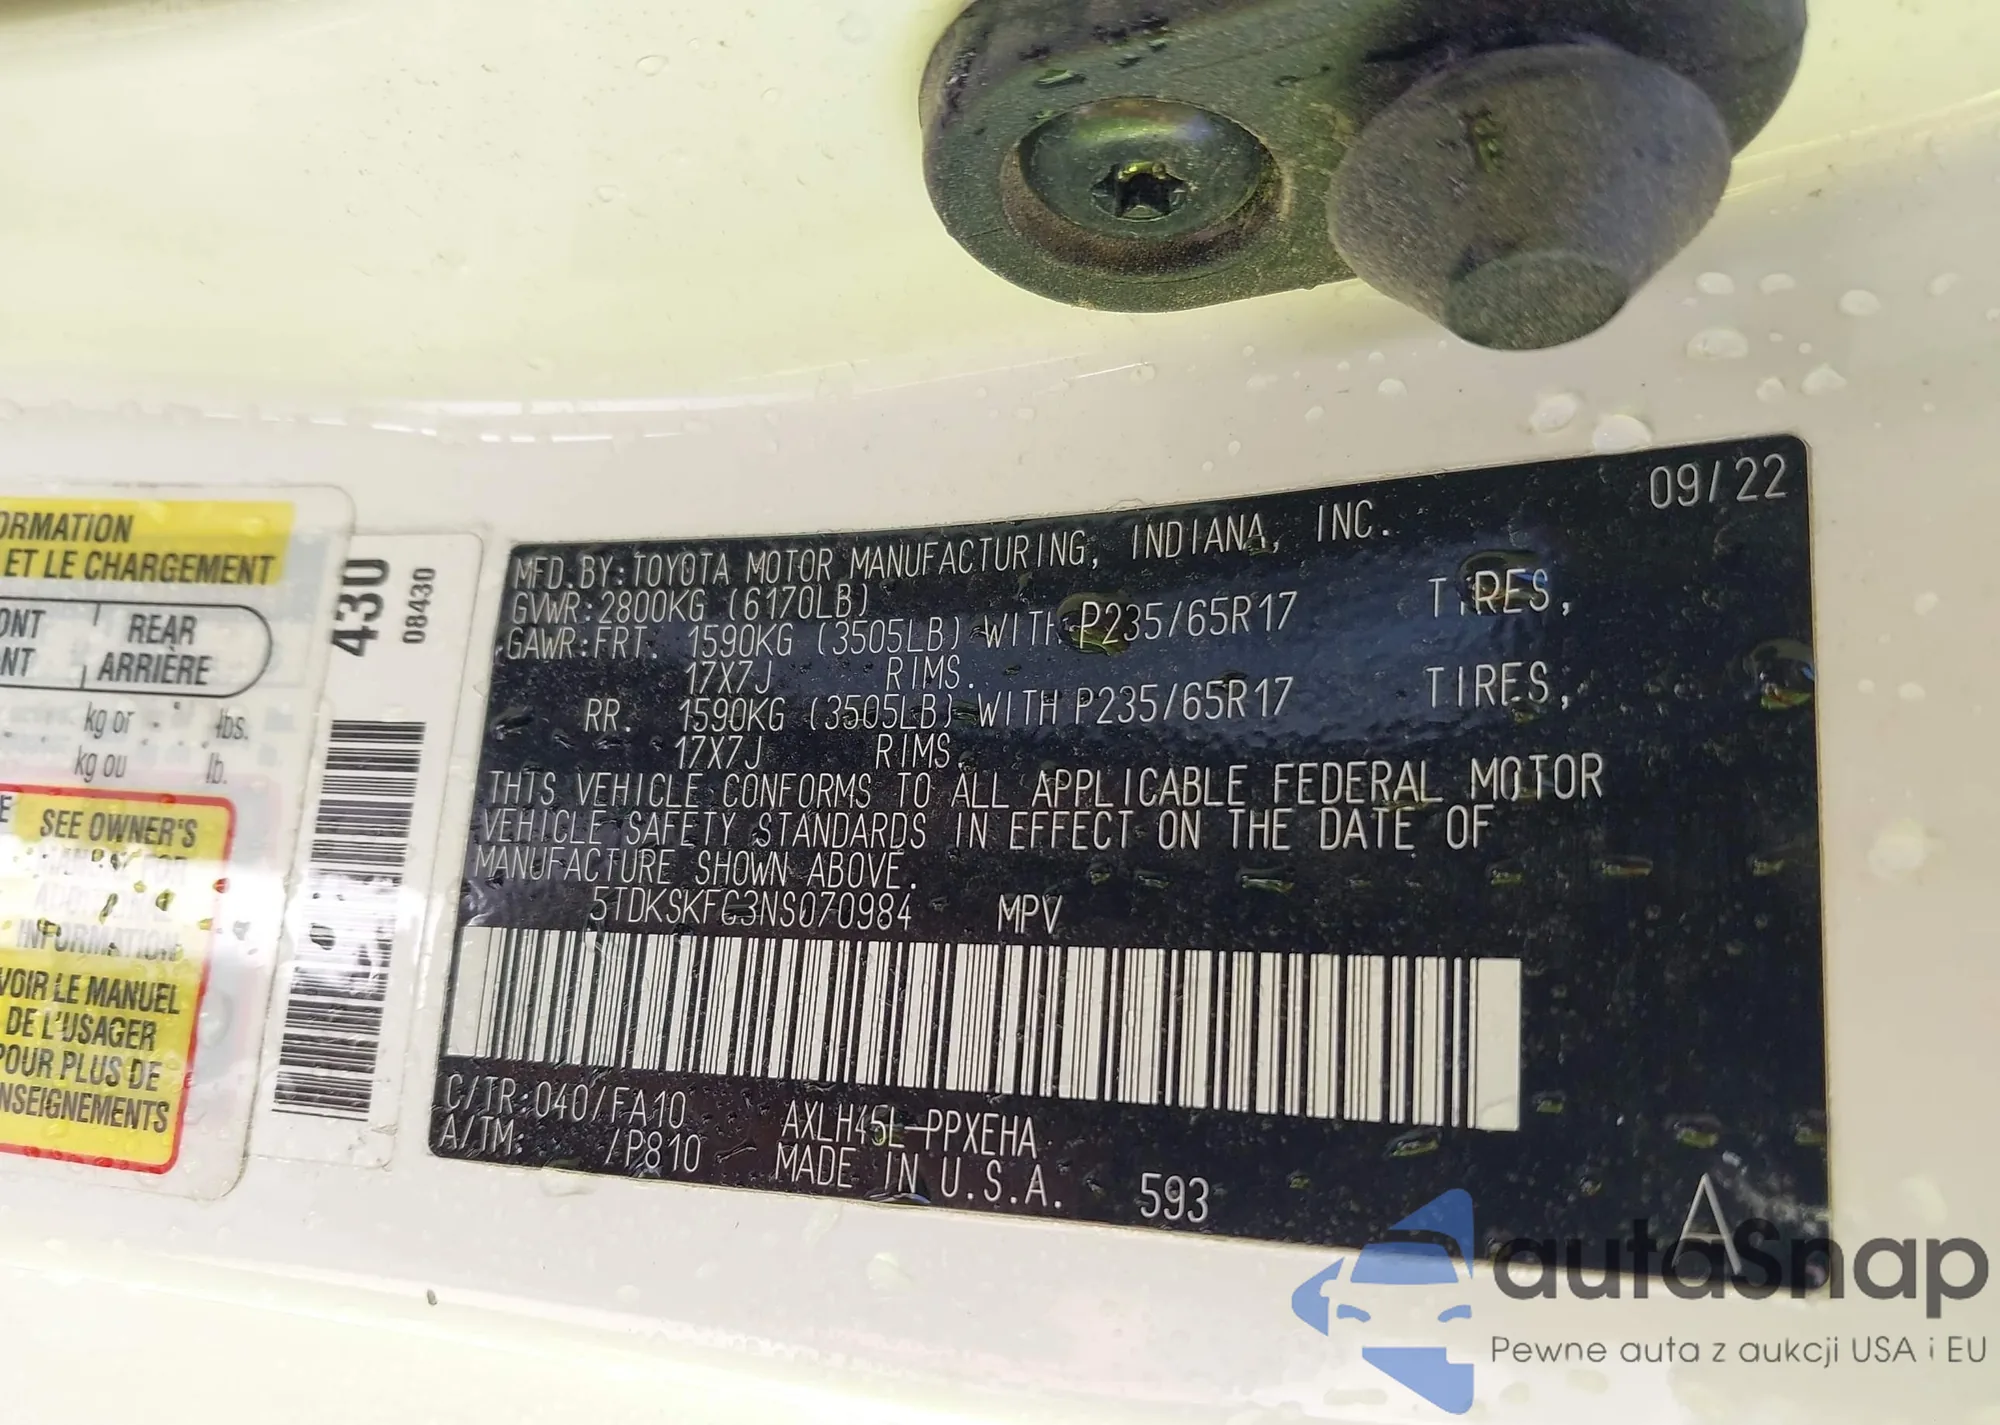 ORMATION
ET LE CHARGEMENT
ONT
NT
REAR
ARRIÈRE
kg or lbs.
kg ou lb.
SEE OWNER'S
INFORMATION
VOIR LE MANUEL
DE L'USAGER
POUR PLUS DE
NSEIGNEMENTS
430
08430
09/22
MFD. BY: TOYOTA MOTOR MANUFACTURING, INDIANA, INC.
GVWR: 2800KG (6170LB)
GAWR: FRT. 1590KG (3505LB) WITH P235/65R17 TIRES,
17X7J RIMS.
RR. 1590KG (3505LB) WITH P235/65R17 TIRES,
17X7J RIMS.
THIS VEHICLE CONFORMS TO ALL APPLICABLE FEDERAL MOTOR
VEHICLE SAFETY STANDARDS IN EFFECT ON THE DATE OF
MANUFACTURE SHOWN ABOVE.
5TDKSKFC3NS070984 MPV
C/TR: 040/FA10 AXLH45L-PPXEHA
A/TM: /P810 MADE IN U.S.A. 593
A
autaSnap
Pewne auta z aukcji USA i EU